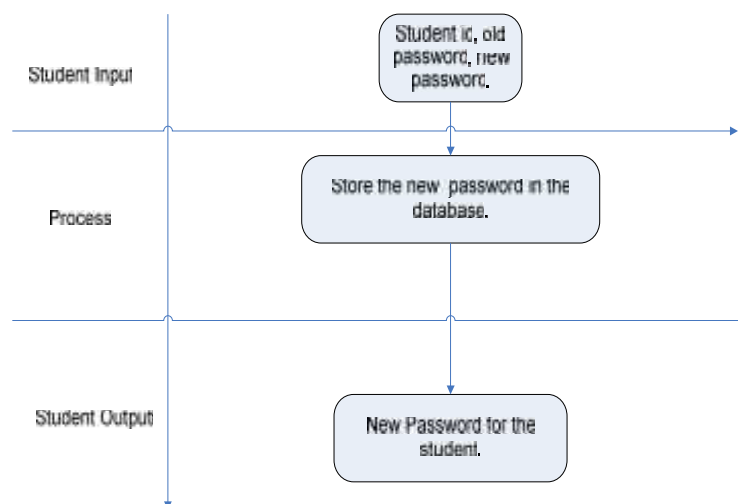 Student Input
Student id, old
password, new
password.
Process
Store the new password in the
database.
Student Output
New Password for the
student.